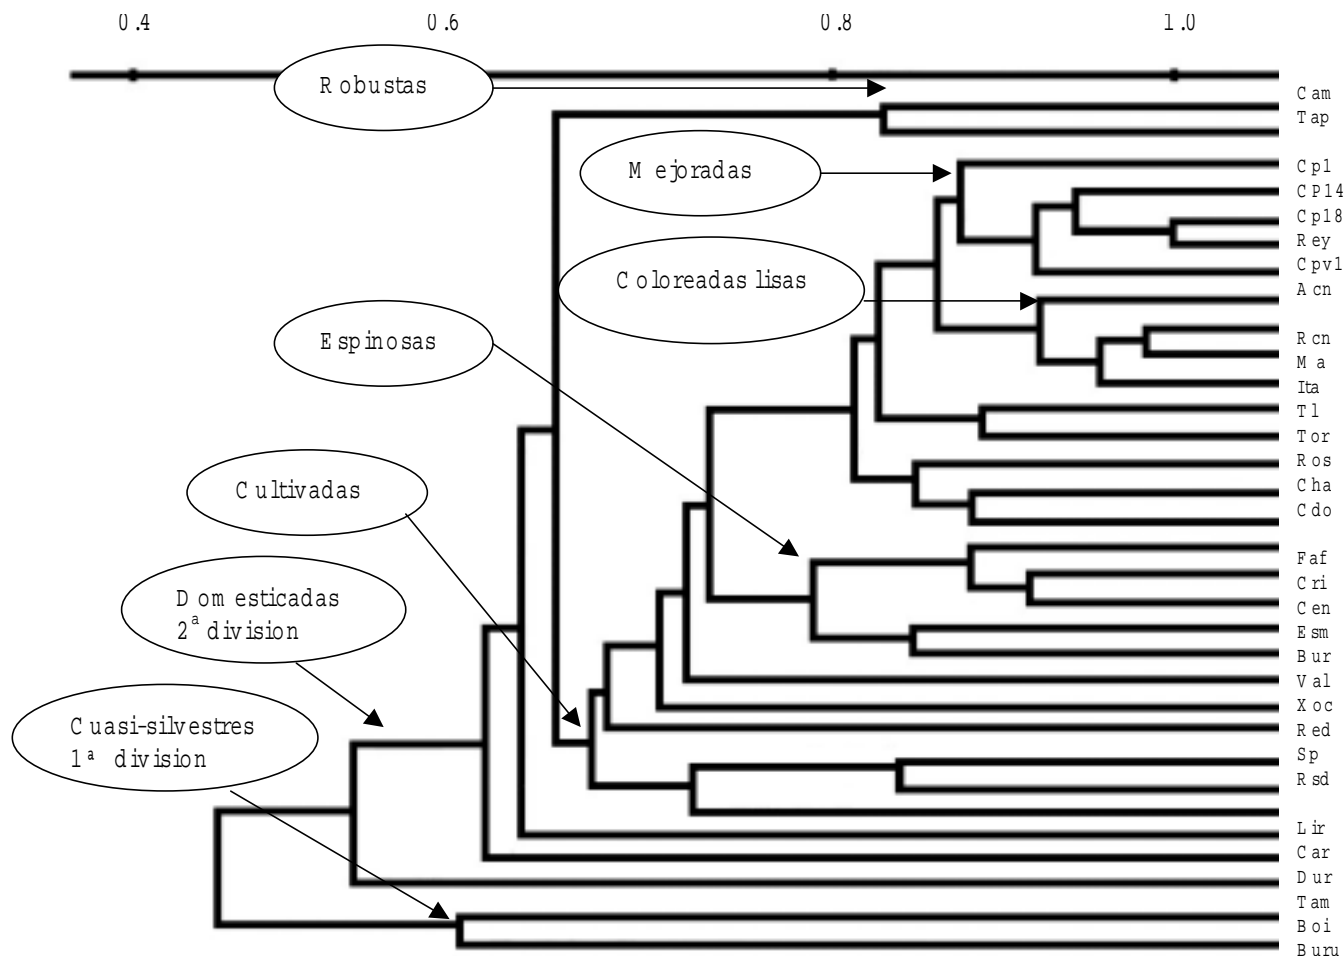 0.4 0.6 0.8 1.0
Robustas
Cam
Tap
Mejoradas
Cp1
CP14
Cp18
Rey
Cpv1
Coloreadas lisas
Acn
Espinosas
Rcn
Ma
Ita
Tl
Tor
Cultivadas
Ros
Cha
Cdo
Domesticadas
2ª division
Faf
Cri
Cen
Esm
Bur
Val
Cuasi-silvestres
1ª division
Xoc
Red
Sp
Rsd
Lir
Car
Dur
Tam
Boi
Buru